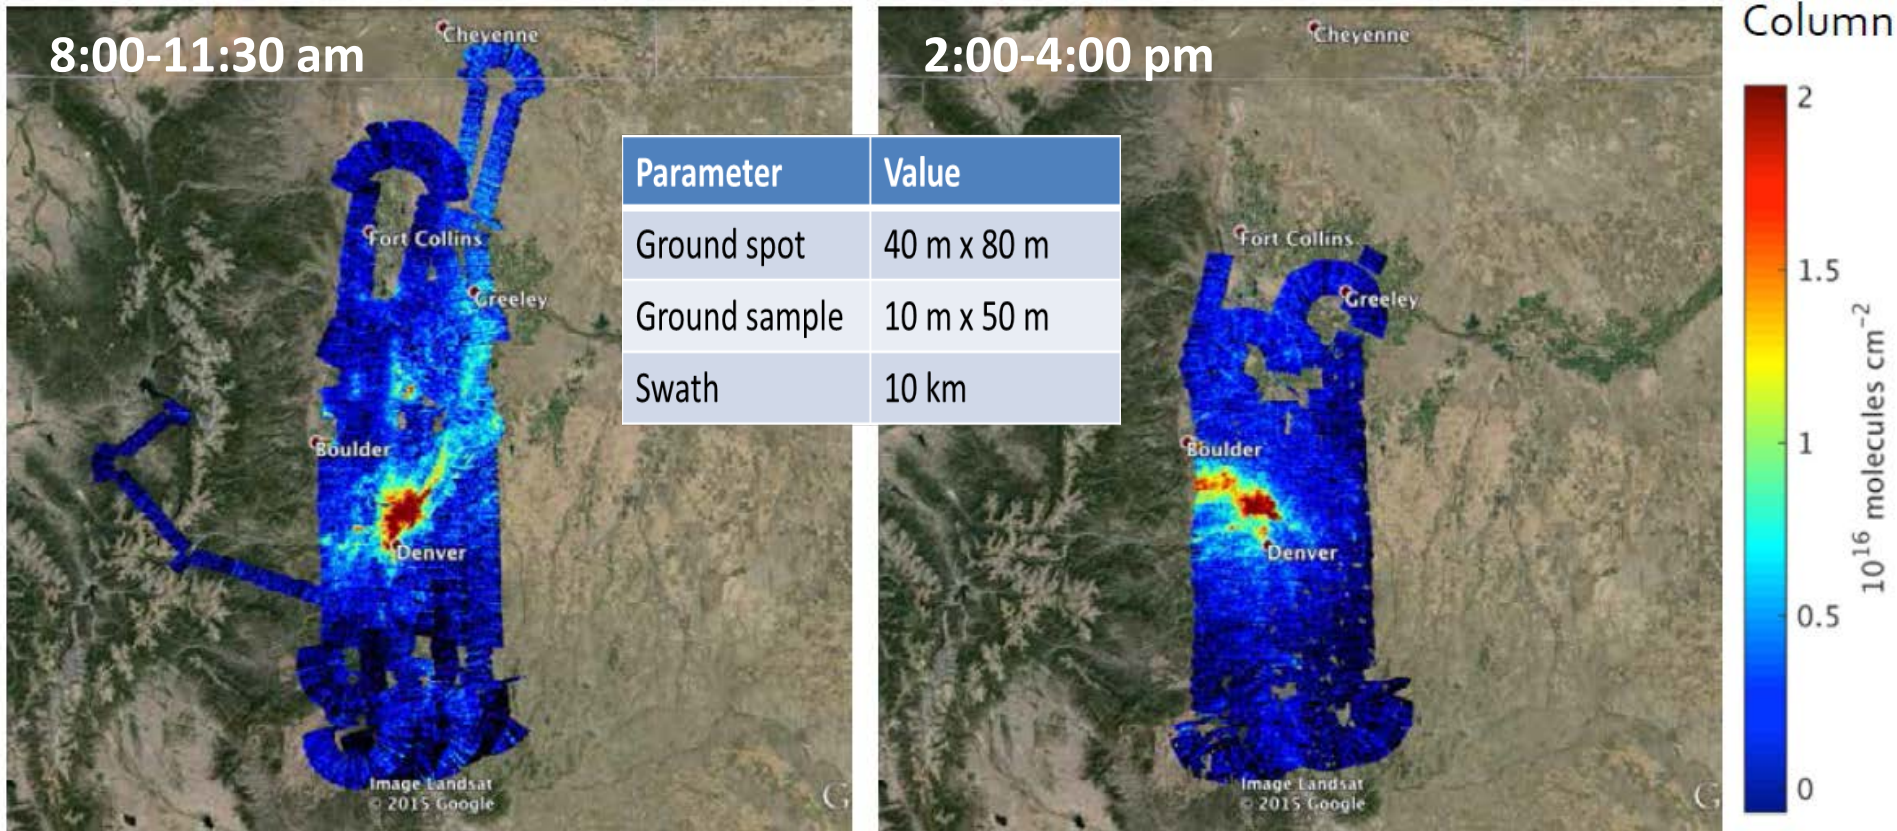 8:00-11:30 am
Cheyenne
Fort Collins
Greeley
Boulder
Denver
Image Landsat
© 2015 Google
G
Parameter Value
Ground spot 40 m x 80 m
Ground sample 10 m x 50 m
Swath 10 km
2:00-4:00 pm
Cheyenne
Fort Collins
Greeley
Boulder
Denver
Image Landsat
© 2015 Google
G
Column
2
1.5
1
0.5
0
10¹⁶ molecules cm⁻²